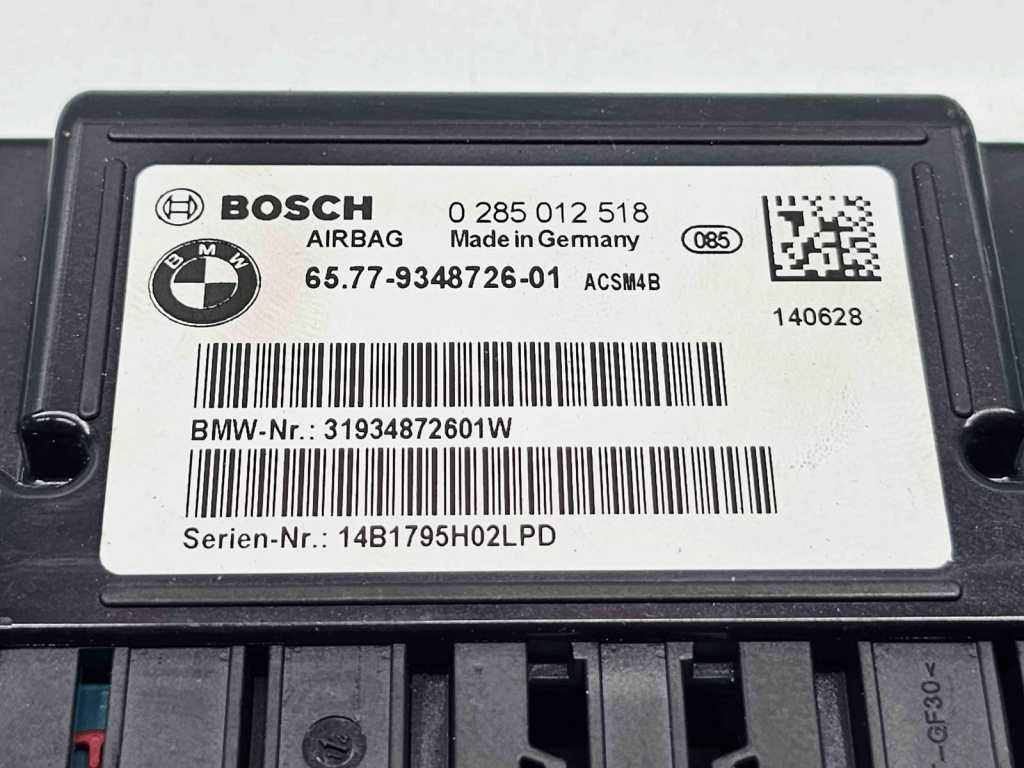 BOSCH 0 285 012 518
AIRBAG Made in Germany 085
BMW
65.77-9348726-01 ACSM4B
140628
BMW-Nr.: 31934872601W
Serien-Nr.: 14B1795H02LPD
-GF30<